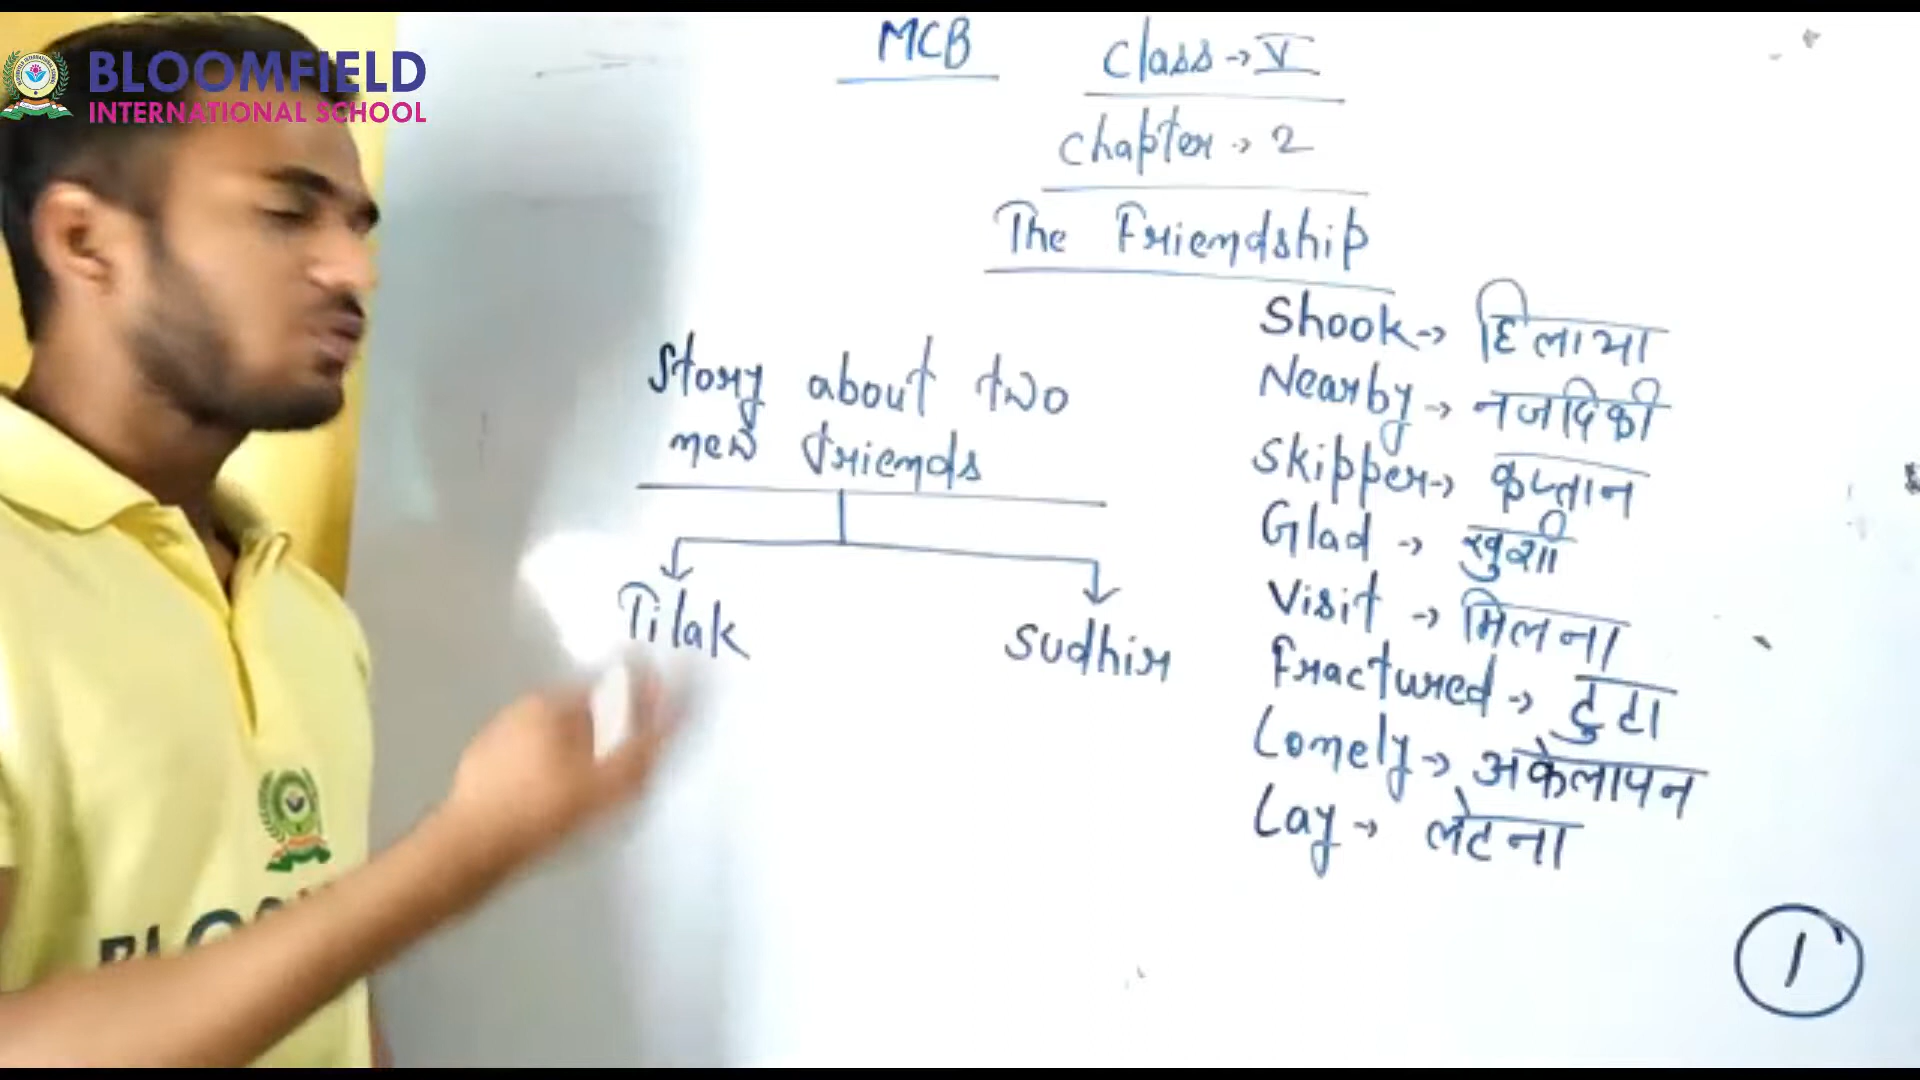 BLOOMFIELD
INTERNATIONAL SCHOOL
MCB
Class → V
Chapter → 2
The Friendship
Story about two
new friends
Tilak
Sudhir
Shook → हिलाया
Nearby → नजदिकी
Skipper → कप्तान
Glad → खुशी
Visit → मिलना
Fractured → टुटा
Lonely → अकेलापन
Lay → लेटना
1